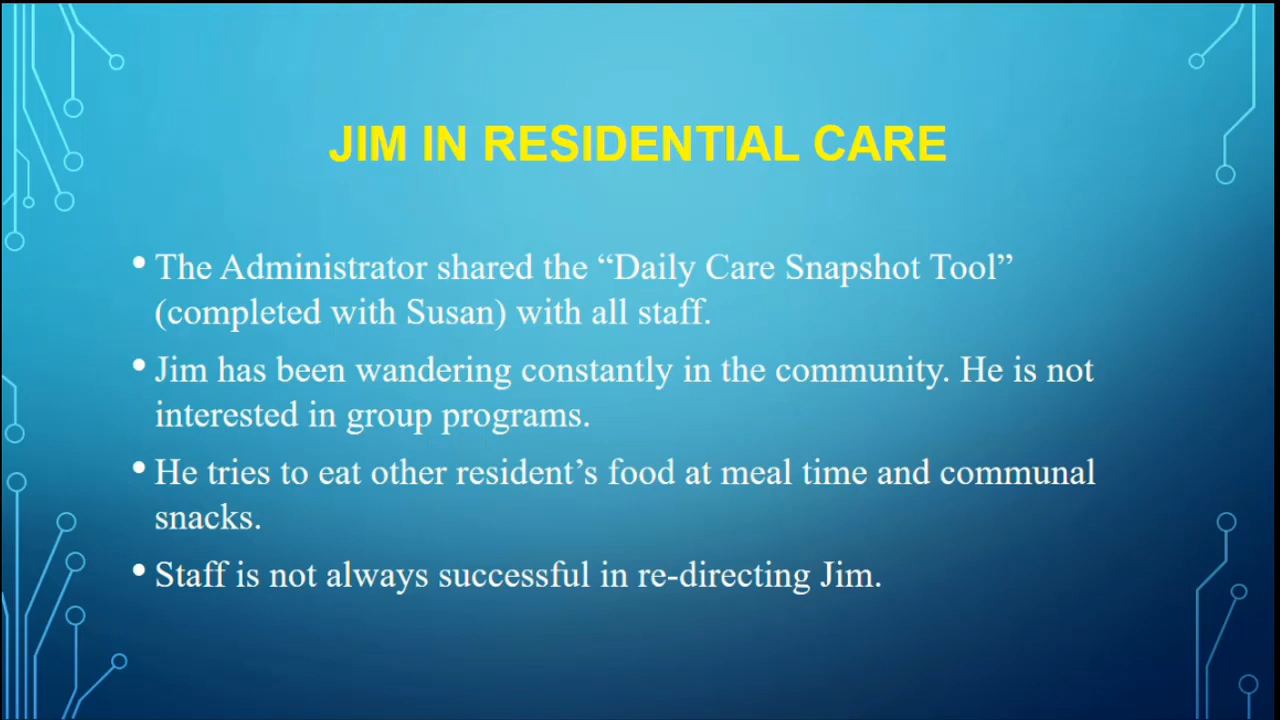 JIM IN RESIDENTIAL CARE
• The Administrator shared the “Daily Care Snapshot Tool”
(completed with Susan) with all staff.
• Jim has been wandering constantly in the community. He is not
interested in group programs.
• He tries to eat other resident’s food at meal time and communal
snacks.
• Staff is not always successful in re-directing Jim.